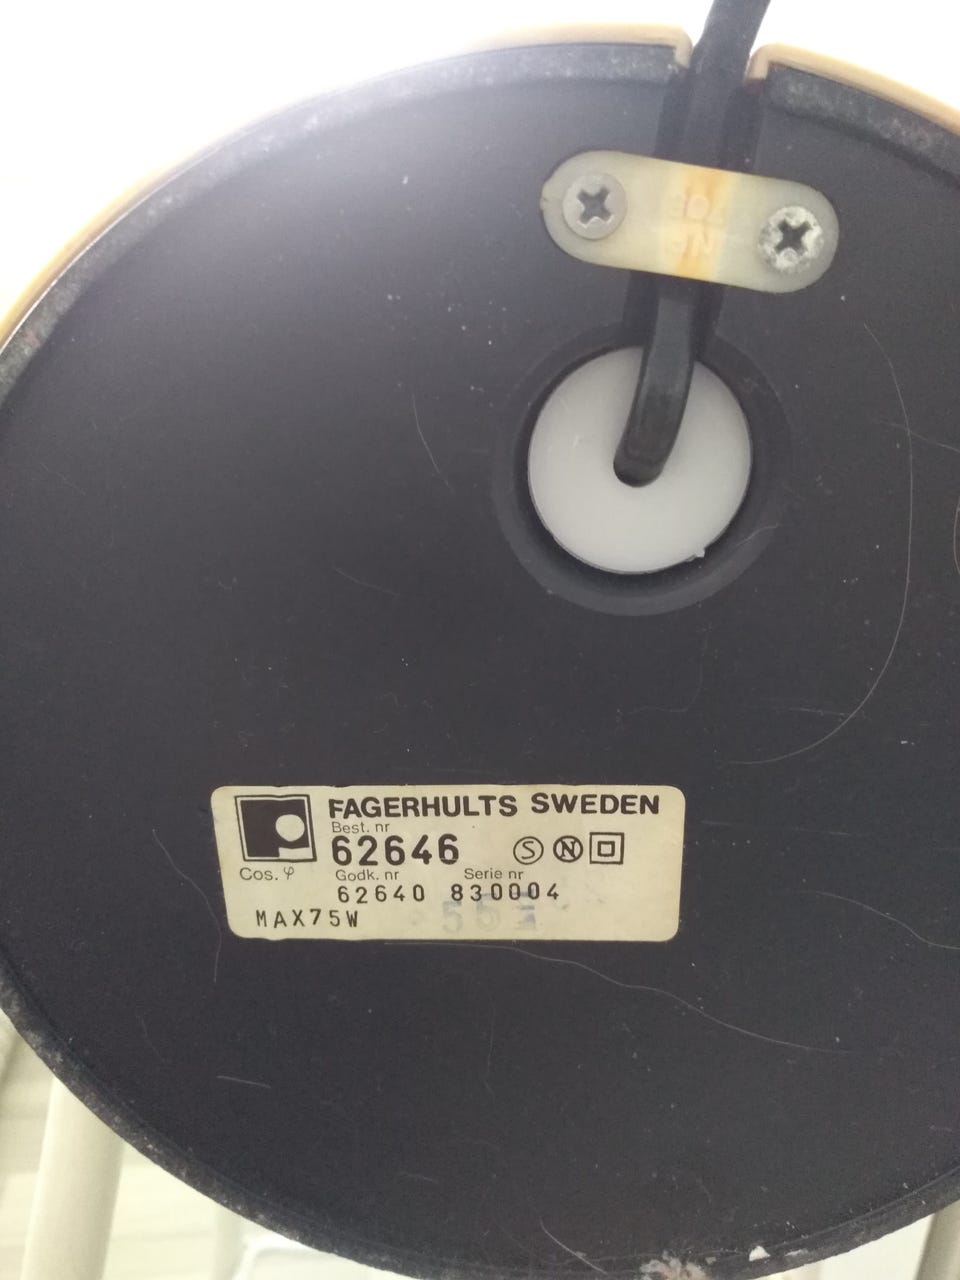 FAGERHULTS SWEDEN
Best. nr
62646 S N
Cos. φ Godk. nr Serie nr
62640 830004
MAX75W